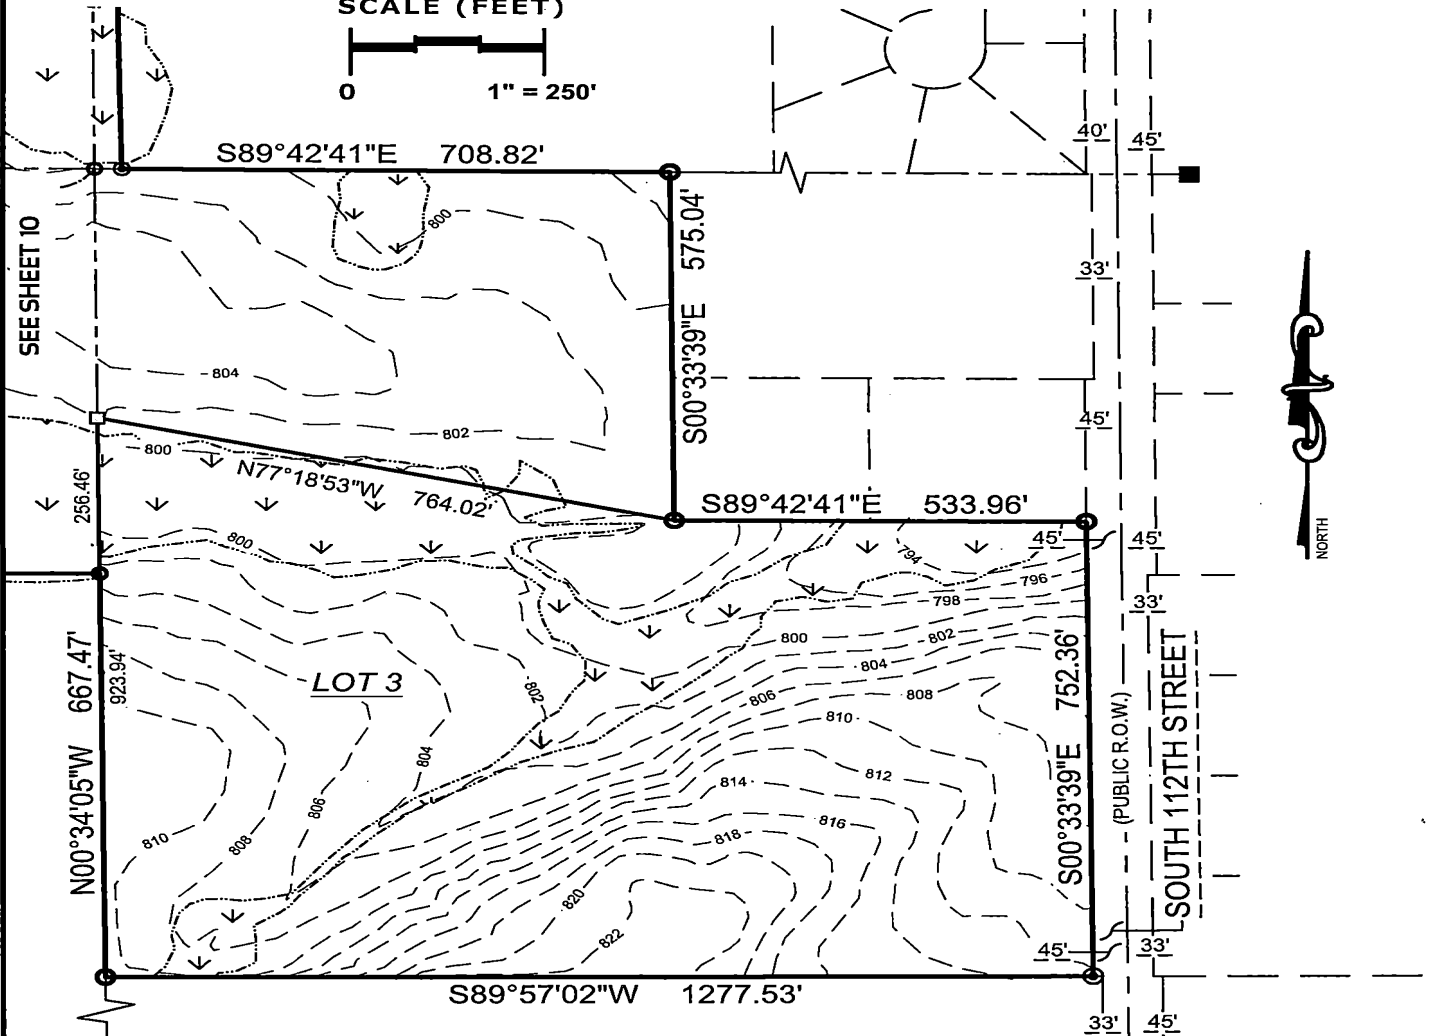 SCALE (FEET)
0 1" = 250'
40' 45'
S89°42'41"E 708.82'
800
575.04'
S00°33'39"E
33'
SEE SHEET 10
804
802
45'
800
N77°18'53"W 764.02'
256.46'
S89°42'41"E 533.96'
800
794
45' 45'
796
798
33'
NORTH
800
802
804
806
808
810
812
814
816
818
820
822
LOT 3
802
804
806
808
810
N00°34'05"W 667.47'
923.94'
S00°33'39"E 752.36'
(PUBLIC R.O.W.)
SOUTH 112TH STREET
45' 33'
S89°57'02"W 1277.53'
33' 45'